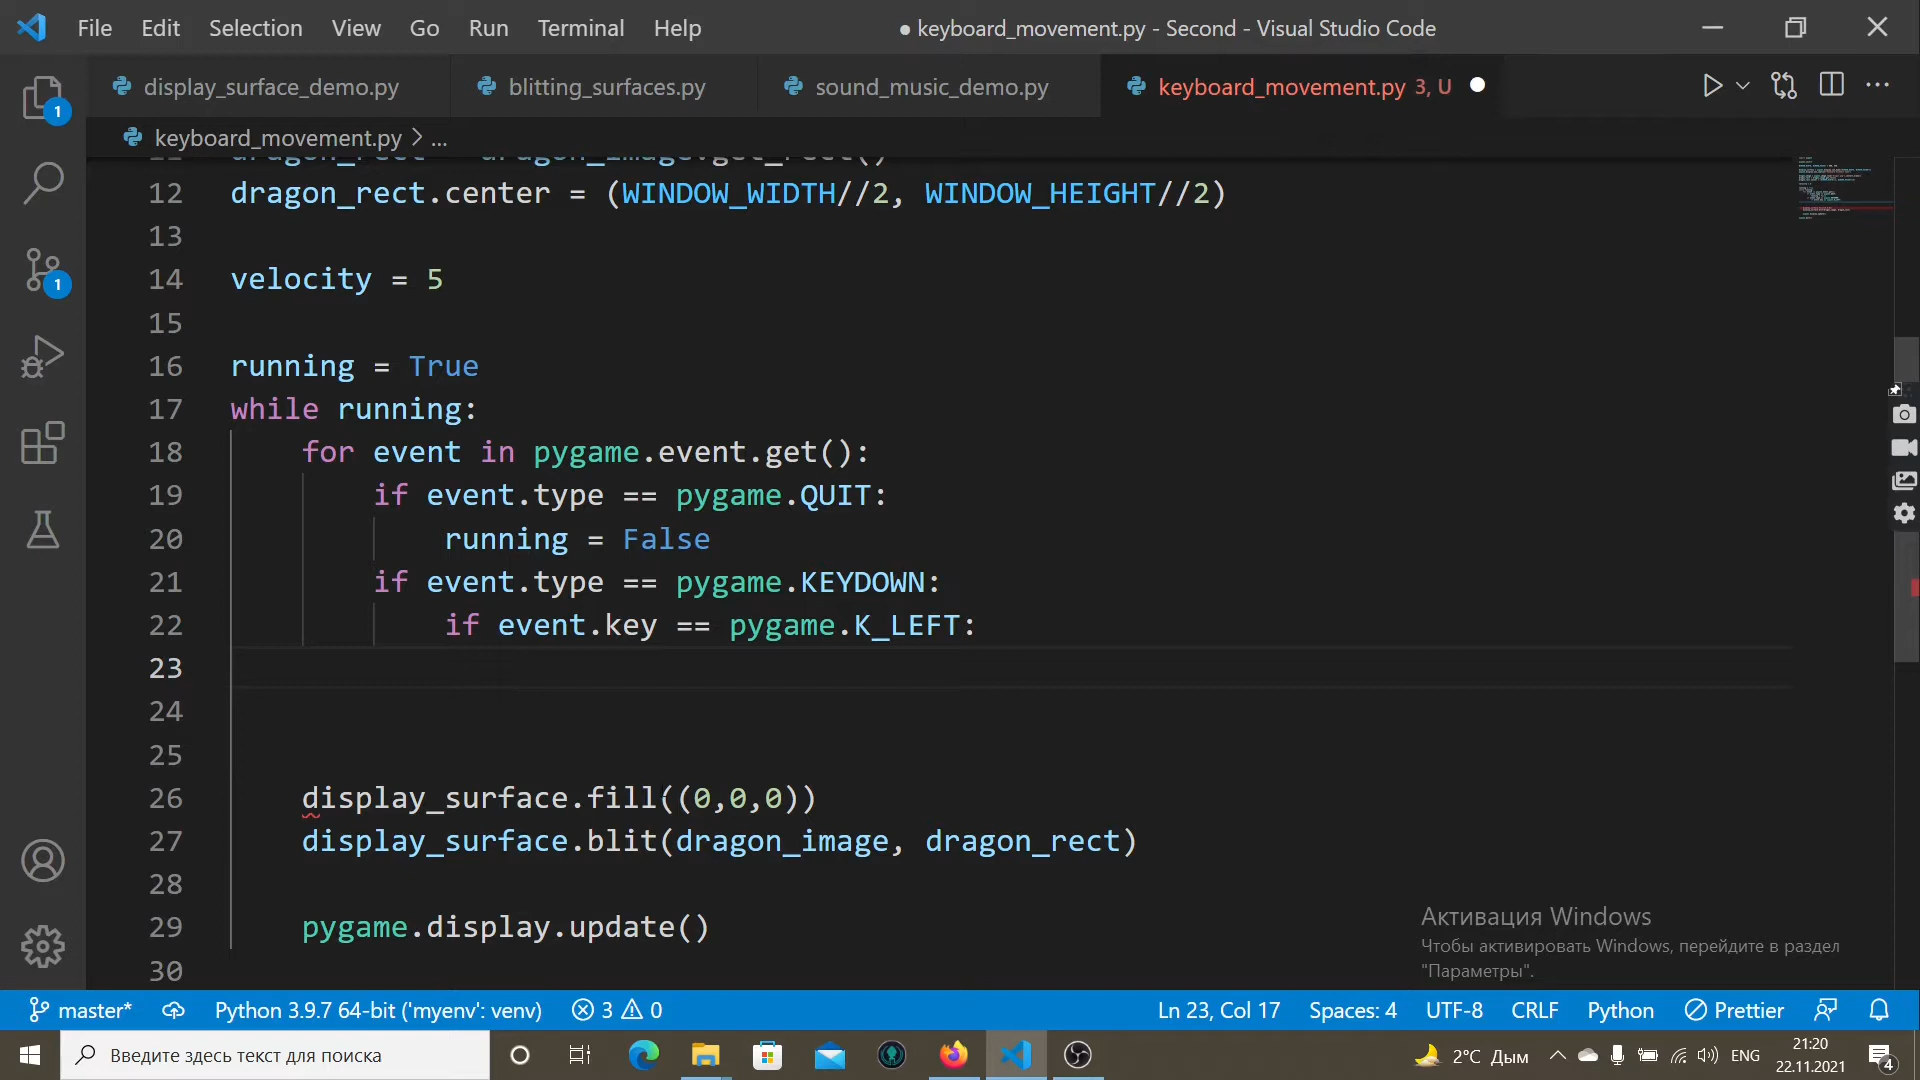 File Edit Selection View Go Run Terminal Help
● keyboard_movement.py - Second - Visual Studio Code
display_surface_demo.py
blitting_surfaces.py
sound_music_demo.py
keyboard_movement.py 3, U
1
keyboard_movement.py > ...
dragon_rect = dragon_image.get_rect()
12 dragon_rect.center = (WINDOW_WIDTH//2, WINDOW_HEIGHT//2)
13
14 velocity = 5
15
16 running = True
17 while running:
18 for event in pygame.event.get():
19 if event.type == pygame.QUIT:
20 running = False
21 if event.type == pygame.KEYDOWN:
22 if event.key == pygame.K_LEFT:
23
24
25
26 display_surface.fill((0,0,0))
27 display_surface.blit(dragon_image, dragon_rect)
28
29 pygame.display.update()
30
1
Активация Windows
Чтобы активировать Windows, перейдите в раздел
"Параметры".
master* Python 3.9.7 64-bit ('myenv': venv) 3 0 Ln 23, Col 17 Spaces: 4 UTF-8 CRLF Python Prettier
Введите здесь текст для поиска
2°C Дым
ENG
21:20
22.11.2021
4